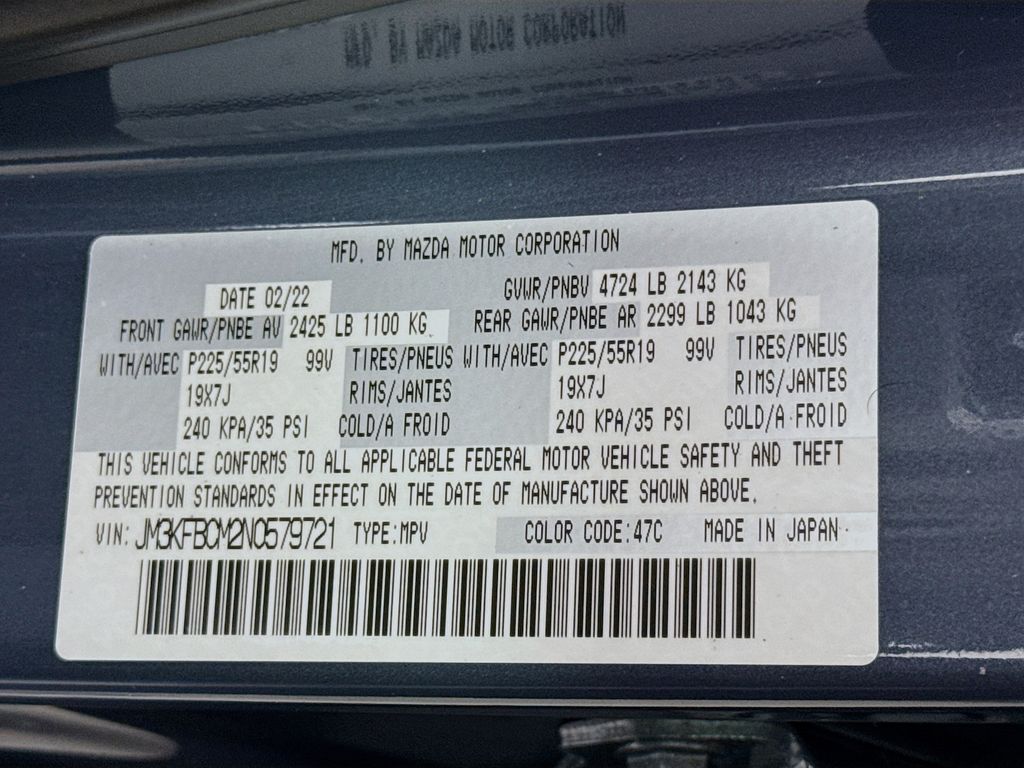 MFD. BY MAZDA MOTOR CORPORATION
DATE 02/22 GVWR/PNBV 4724 LB 2143 KG
FRONT GAWR/PNBE AV 2425 LB 1100 KG REAR GAWR/PNBE AR 2299 LB 1043 KG
WITH/AVEC P225/55R19 99V TIRES/PNEUS WITH/AVEC P225/55R19 99V TIRES/PNEUS
19X7J RIMS/JANTES 19X7J RIMS/JANTES
240 KPA/35 PSI COLD/A FROID 240 KPA/35 PSI COLD/A FROID
THIS VEHICLE CONFORMS TO ALL APPLICABLE FEDERAL MOTOR VEHICLE SAFETY AND THEFT
PREVENTION STANDARDS IN EFFECT ON THE DATE OF MANUFACTURE SHOWN ABOVE.
VIN: JM3KFBCM2N0579721 TYPE:MPV COLOR CODE:47C MADE IN JAPAN